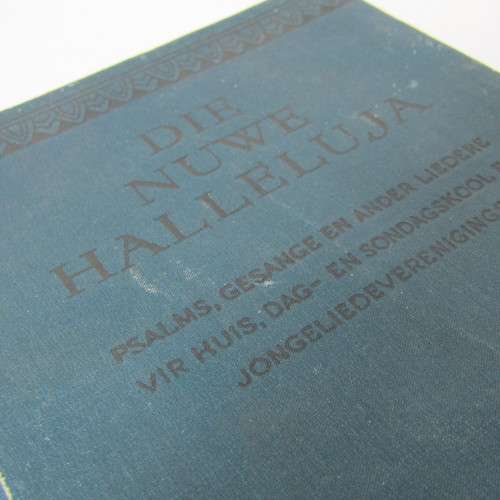 DIE
NUWE
HALLELUJA
PSALMS, GESANGE EN ANDER LIEDERE
VIR HUIS, DAG- EN SONDAGSKOOL
JONGELIEDEVERENIGINGS